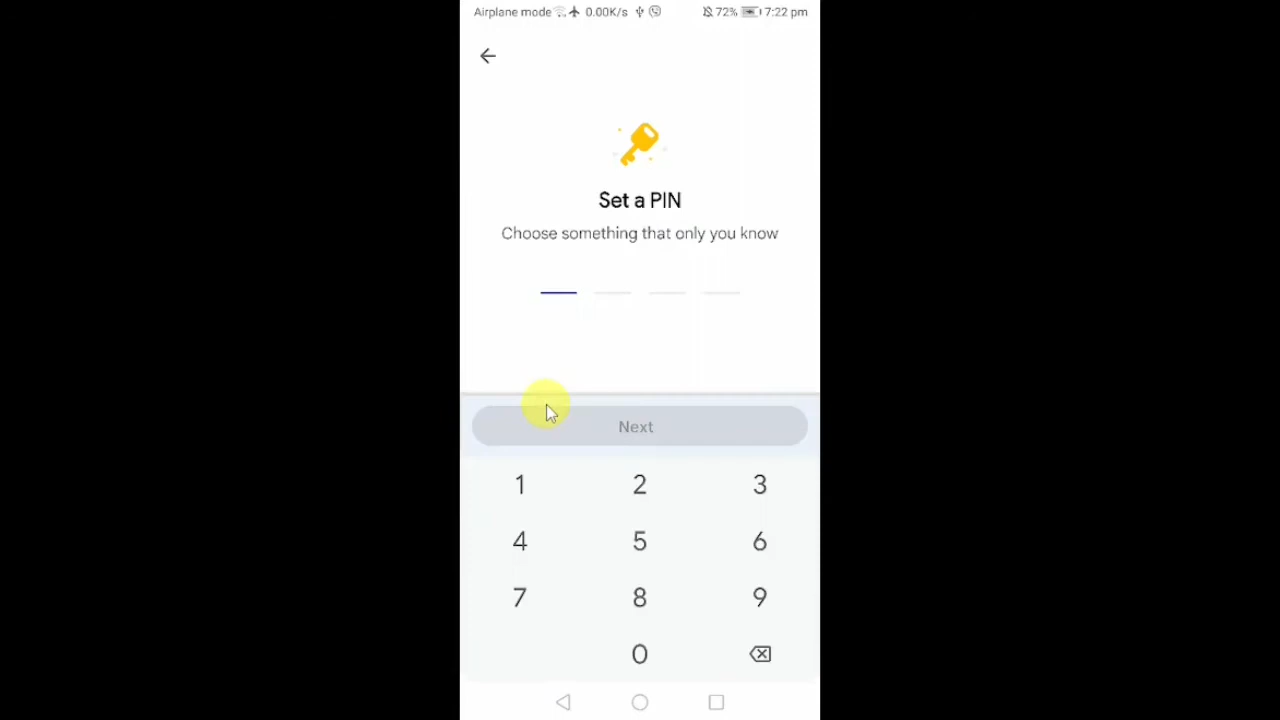 Airplane mode 0.00K/s 72% 7:22 pm
Set a PIN
Choose something that only you know
Next
1 2 3
4 5 6
7 8 9
0